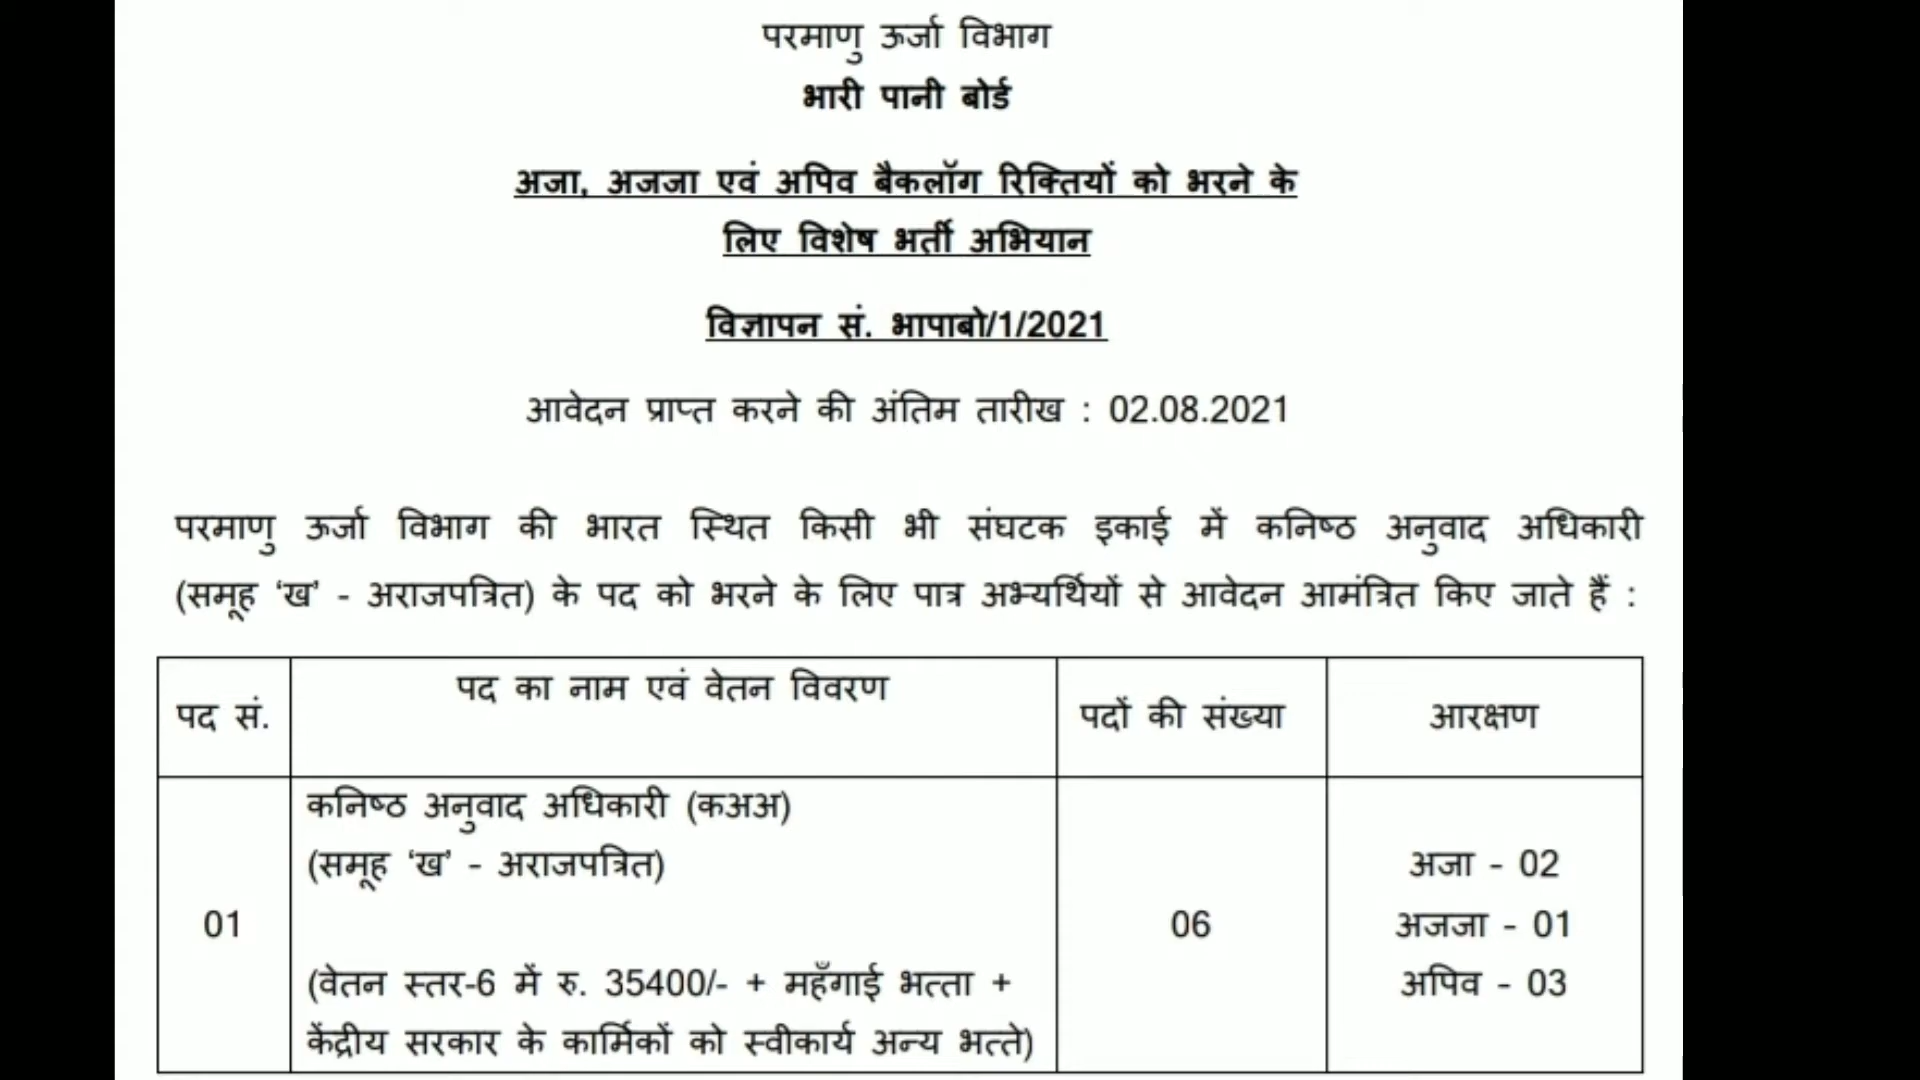 परमाणु ऊर्जा विभाग
भारी पानी बोर्ड
अजा, अजजा एवं अपिव बैकलॉग रिक्तियों को भरने के
लिए विशेष भर्ती अभियान
विज्ञापन सं. भापाबो/1/2021
आवेदन प्राप्त करने की अंतिम तारीख : 02.08.2021
परमाणु ऊर्जा विभाग की भारत स्थित किसी भी संघटक इकाई में कनिष्ठ अनुवाद अधिकारी
(समूह ‘ख’ - अराजपत्रित) के पद को भरने के लिए पात्र अभ्यर्थियों से आवेदन आमंत्रित किए जाते हैं :
पद सं.
पद का नाम एवं वेतन विवरण
पदों की संख्या
आरक्षण
01
कनिष्ठ अनुवाद अधिकारी (कअअ)
(समूह ‘ख’ - अराजपत्रित)
(वेतन स्तर-6 में रु. 35400/- + महँगाई भत्ता +
केंद्रीय सरकार के कार्मिकों को स्वीकार्य अन्य भत्ते)
06
अजा - 02
अजजा - 01
अपिव - 03